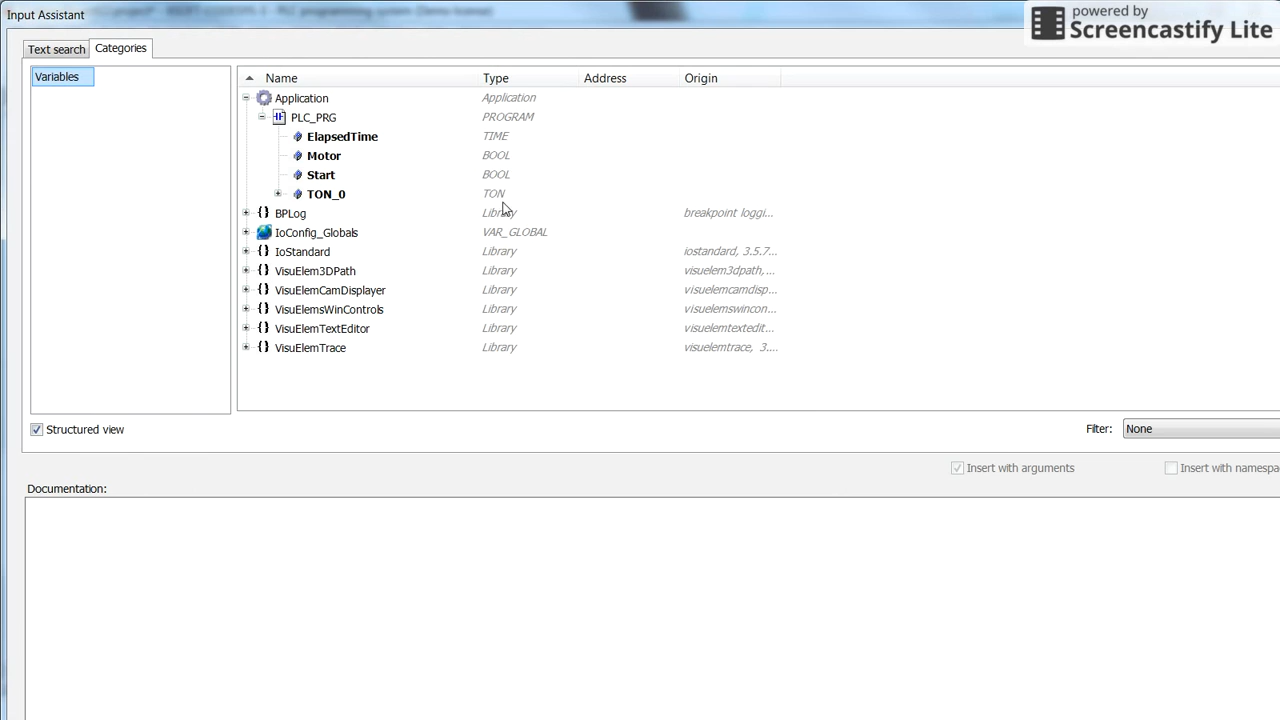 Input Assistant
powered by
Screencastify Lite
Text search Categories
Variables
Name Type Address Origin
Application Application
PLC_PRG PROGRAM
ElapsedTime TIME
Motor BOOL
Start BOOL
TON_0 TON
BPLog Library breakpoint loggi...
IoConfig_Globals VAR_GLOBAL
IoStandard Library iostandard, 3.5.7...
VisuElem3DPath Library visuelem3dpath,...
VisuElemCamDisplayer Library visuelemcamdisp...
VisuElemsWinControls Library visuelemswincon...
VisuElemTextEditor Library visuelemtextedit...
VisuElemTrace Library visuelemtrace, 3....
Structured view Filter: None
Insert with arguments Insert with namespa
Documentation: